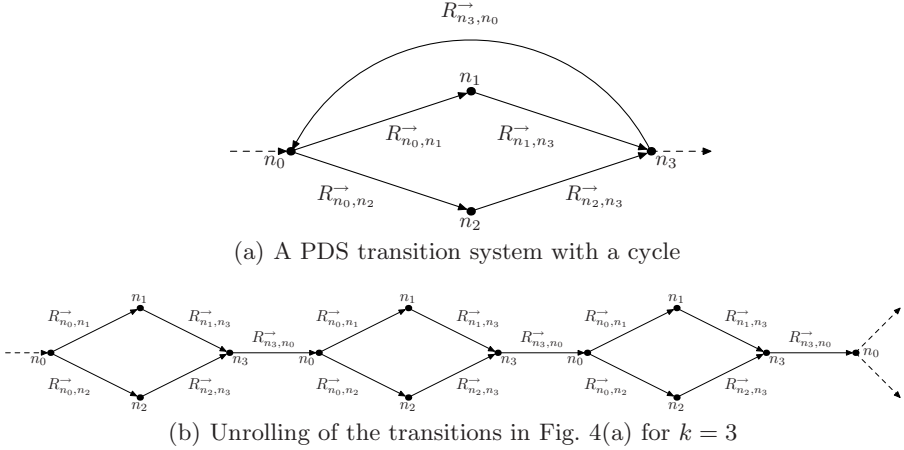 R→n3,n0
n1
R→n0,n1 R→n1,n3
n0 n3
R→n0,n2 R→n2,n3
n2
(a) A PDS transition system with a cycle
n1 n1 n1
R→n0,n1 R→n1,n3 R→n0,n1 R→n1,n3 R→n0,n1 R→n1,n3
R→n3,n0 R→n3,n0 R→n3,n0
n0 n3 n0 n3 n0 n3 n0
R→n0,n2 R→n2,n3 R→n0,n2 R→n2,n3 R→n0,n2 R→n2,n3
n2 n2 n2
(b) Unrolling of the transitions in Fig. 4(a) for k = 3